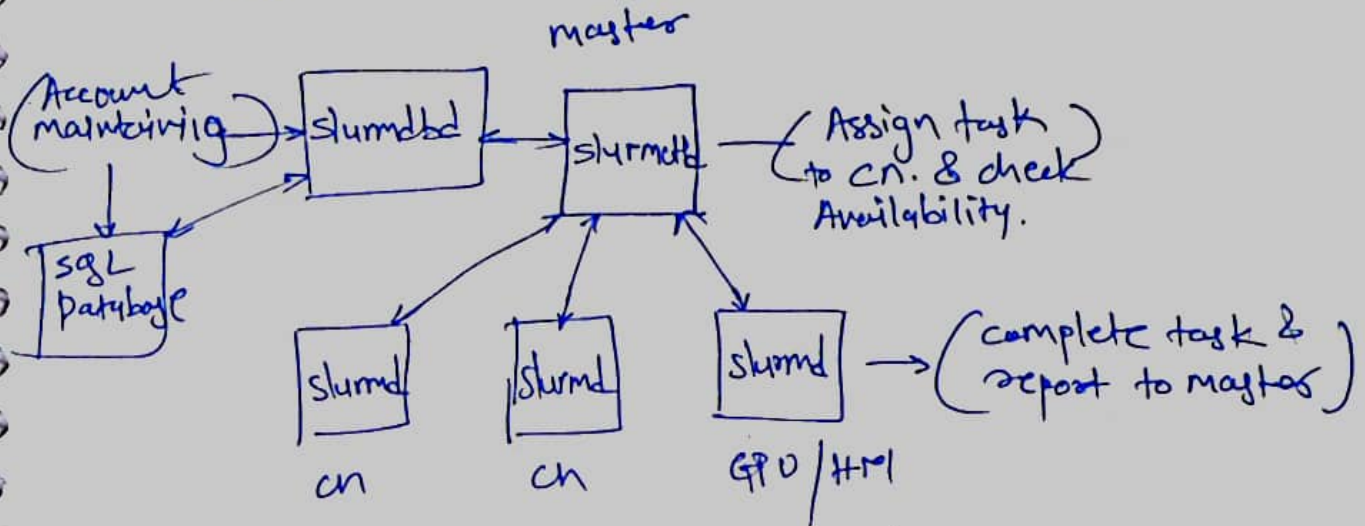 master
Account
maintaining
slurmdbd
slurmctld
Assign task
to cn. & check
Availability.
SQL
Database
slurmd
slurmd
slurmd
complete task &
report to master
cn
cn
GPU/HM